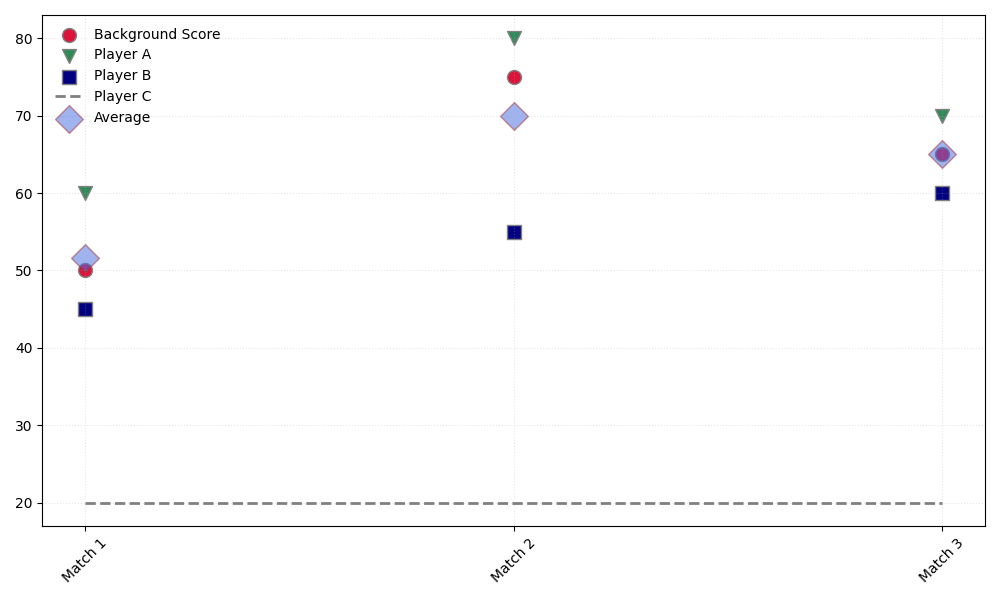 Background Score
Player A
Player B
Player C
Average
80
70
60
50
40
30
20
Match 1
Match 2
Match 3